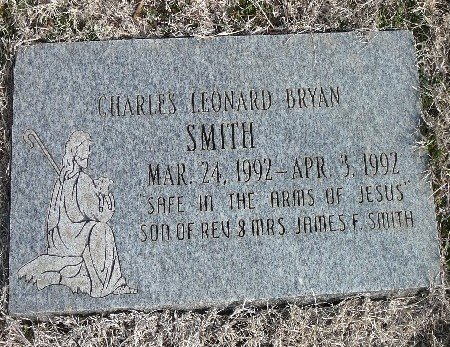 CHARLES LEONARD BRYAN
SMITH
MAR. 24, 1992 - APR. 3, 1992
"SAFE IN THE ARMS OF JESUS"
SON OF REV. & MRS. JAMES F. SMITH